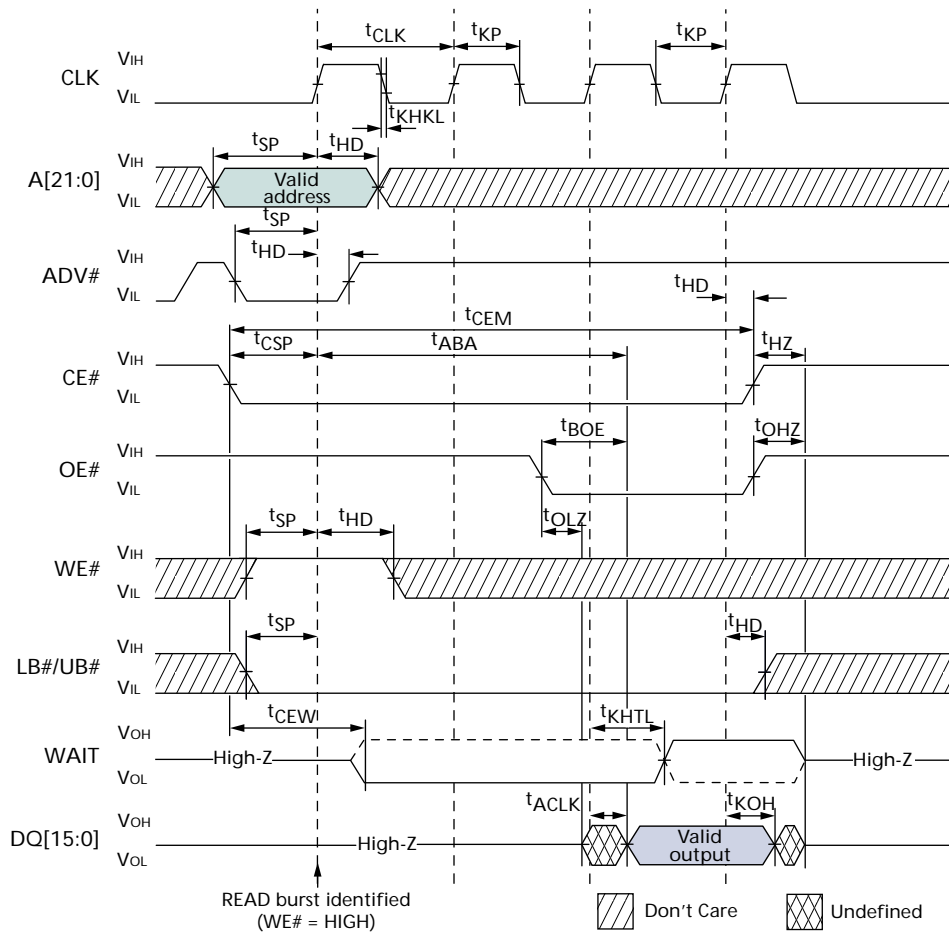 tCLK
tKP
tKP
CLK
VIH
VIL
tKHKL
tSP
tHD
A[21:0]
VIH
VIL
Valid
address
tSP
tHD
ADV#
VIH
VIL
tHD
tCEM
tCSP
tABA
tHZ
CE#
VIH
VIL
tBOE
tOHZ
OE#
VIH
VIL
tOLZ
tSP
tHD
WE#
VIH
VIL
tSP
tHD
LB#/UB#
VIH
VIL
tCEW
tKHTL
WAIT
VOH
VOL
High-Z
High-Z
tACLK
tKOH
DQ[15:0]
VOH
VOL
High-Z
Valid
output
READ burst identified
(WE# = HIGH)
Don't Care
Undefined